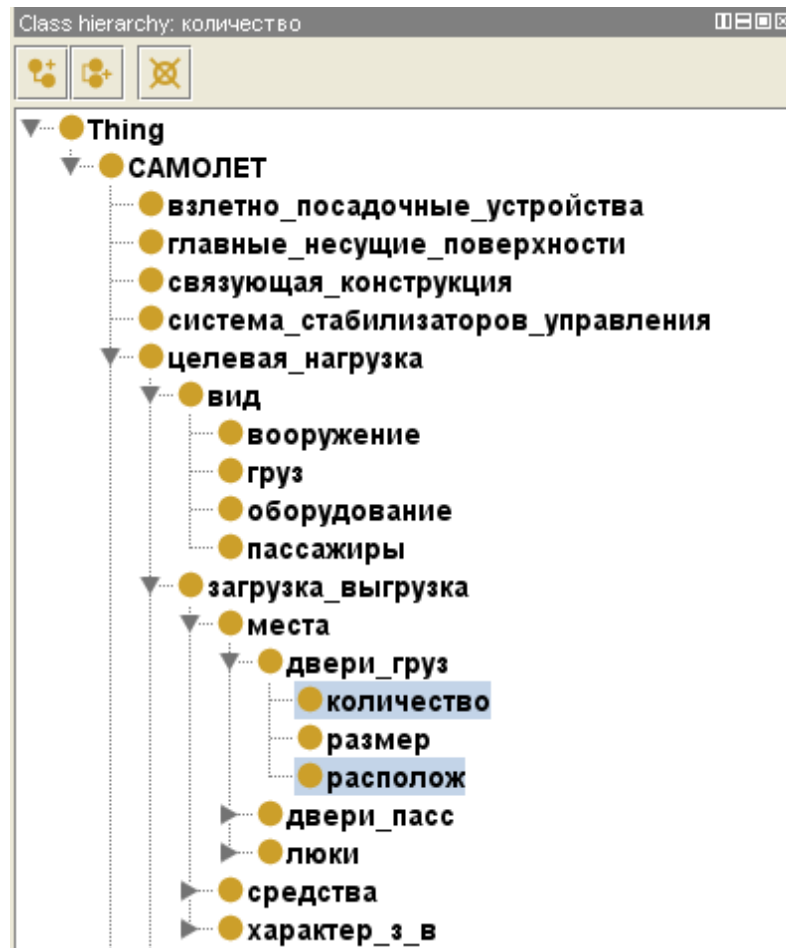 Class hierarchy: количество
Thing
САМОЛЕТ
взлетно_посадочные_устройства
главные_несущие_поверхности
связующая_конструкция
система_стабилизаторов_управления
целевая_нагрузка
вид
вооружение
груз
оборудование
пассажиры
загрузка_выгрузка
места
двери_груз
количество
размер
располож
двери_пасс
люки
средства
характер_з_в